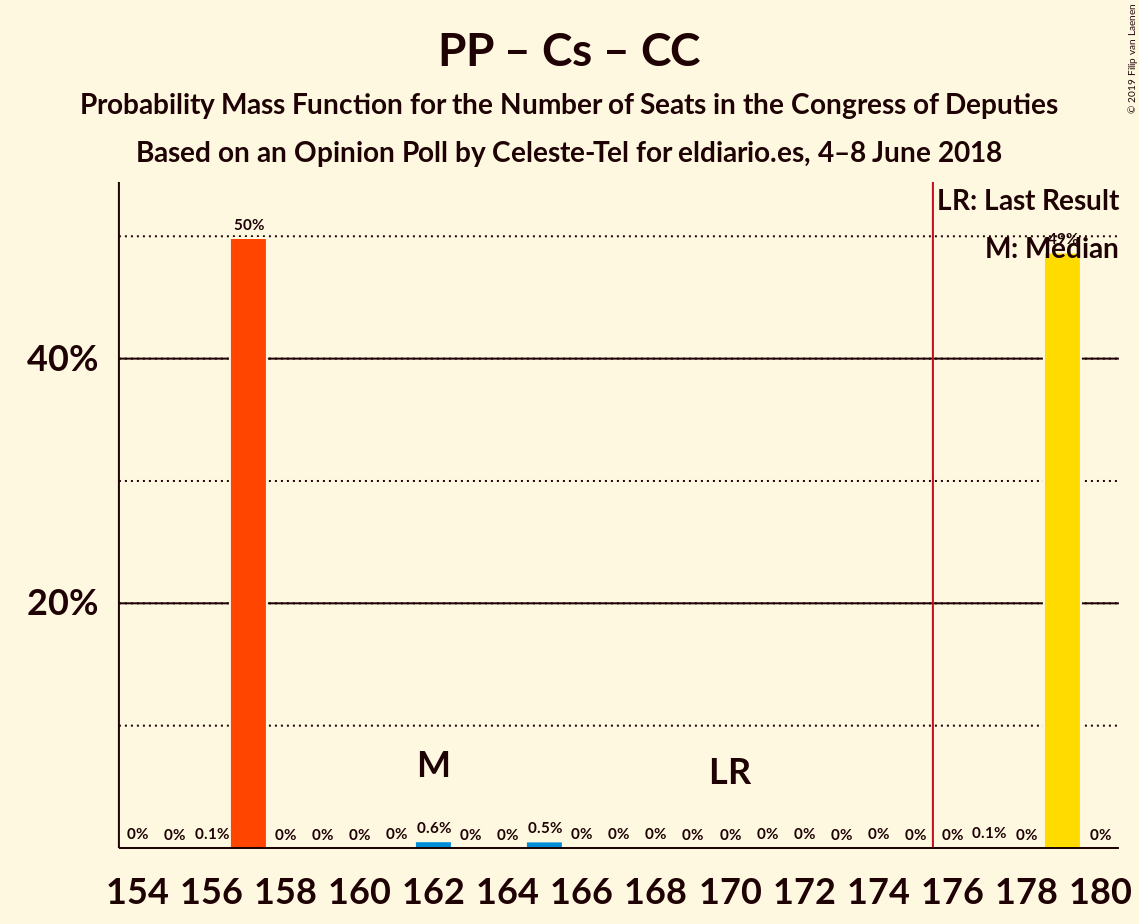 PP – Cs – CC
Probability Mass Function for the Number of Seats in the Congress of Deputies
Based on an Opinion Poll by Celeste-Tel for eldiario.es, 4–8 June 2018
© 2019 Filip van Laenen
LR: Last Result
M: Median
50%
49%
40%
20%
M
LR
0% 0% 0.1% 0% 0% 0% 0% 0.6% 0% 0% 0.5% 0% 0% 0% 0% 0% 0% 0% 0% 0% 0% 0% 0.1% 0% 0%
154 156 158 160 162 164 166 168 170 172 174 176 178 180